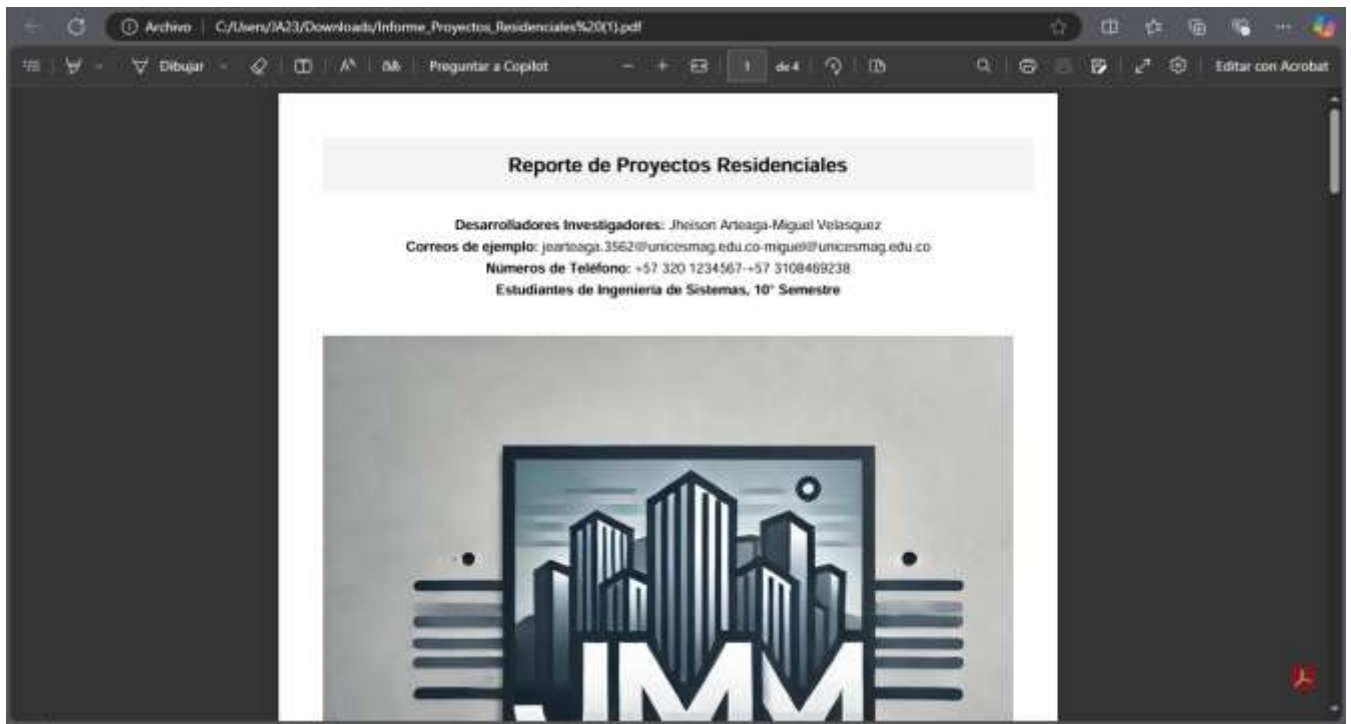 Archivo | C:/Users/JA23/Downloads/Informe_Proyectos_Residenciales%20(1).pdf
Dibujar Preguntar a Copilot 1 de 4 Editar con Acrobat
Reporte de Proyectos Residenciales
Desarrolladores Investigadores: Jheison Arteaga-Miguel Velasquez
Correos de ejemplo: jearteaga.3562@unicesmag.edu.co-miguel@unicesmag.edu.co
Números de Teléfono: +57 320 1234567-+57 3108469238
Estudiantes de Ingeniería de Sistemas, 10° Semestre
JMM